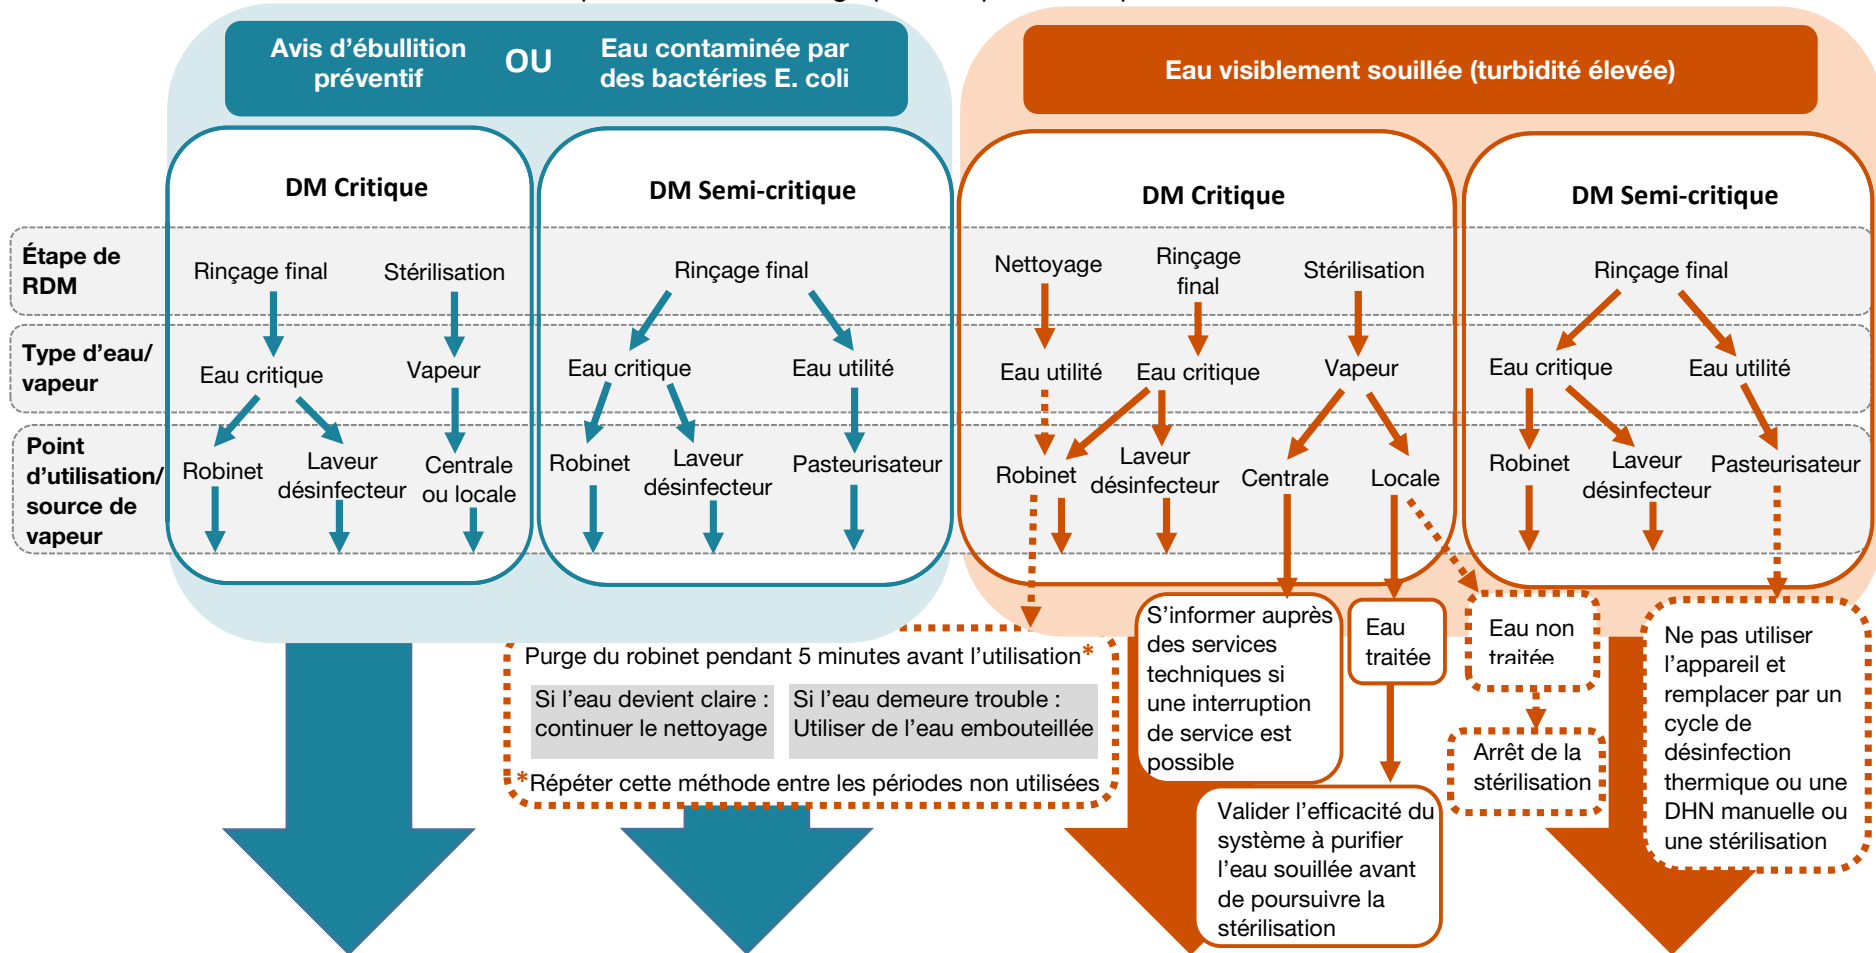 Avis d'ébullition
préventif
OU
Eau contaminée par
des bactéries E. coli
Eau visiblement souillée (turbidité élevée)
DM Critique
DM Semi-critique
DM Critique
DM Semi-critique
Étape de
RDM
Rinçage final
Stérilisation
Rinçage final
Nettoyage
Rinçage
final
Stérilisation
Rinçage final
Type d'eau/
vapeur
Eau critique
Vapeur
Eau critique
Eau utilité
Eau utilité
Eau critique
Vapeur
Eau critique
Eau utilité
Point
d'utilisation/
source de
vapeur
Robinet
Laveur
désinfecteur
Centrale
ou locale
Robinet
Laveur
désinfecteur
Pasteurisateur
Robinet
Laveur
désinfecteur
Centrale
Locale
Robinet
Laveur
désinfecteur
Pasteurisateur
Purge du robinet pendant 5 minutes avant l'utilisation*
Si l'eau devient claire :
continuer le nettoyage
Si l'eau demeure trouble :
Utiliser de l'eau embouteillée
*Répéter cette méthode entre les périodes non utilisées
S'informer auprès
des services
techniques si
une interruption
de service est
possible
Eau
traitée
Valider l'efficacité du
système à purifier
l'eau souillée avant
de poursuivre la
stérilisation
Eau non
traitée
Arrêt de la
stérilisation
Ne pas utiliser
l'appareil et
remplacer par un
cycle de
désinfection
thermique ou une
DHN manuelle ou
une stérilisation